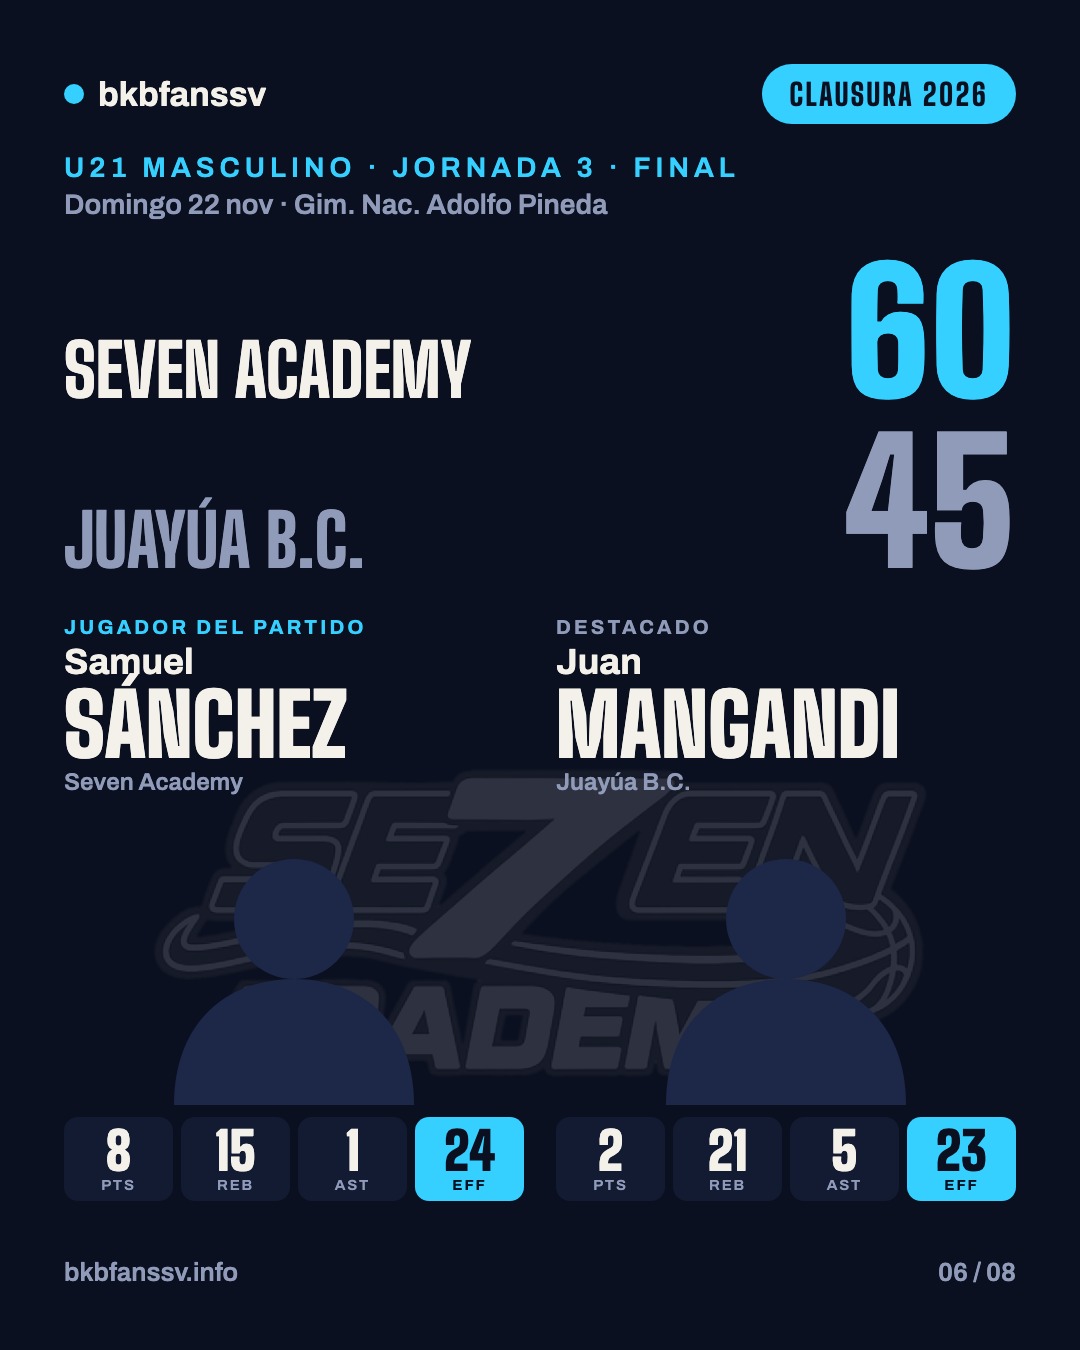 bkbfanssv
CLAUSURA 2026
U21 MASCULINO · JORNADA 3 · FINAL
Domingo 22 nov · Gim. Nac. Adolfo Pineda
60
SEVEN ACADEMY
45
JUAYÚA B.C.
JUGADOR DEL PARTIDO
Samuel
SÁNCHEZ
Seven Academy
DESTACADO
Juan
MANGANDI
Juayúa B.C.
SE7EN
ADEM
8 15 1 24
PTS REB AST EFF
2 21 5 23
PTS REB AST EFF
bkbfanssv.info
06 / 08